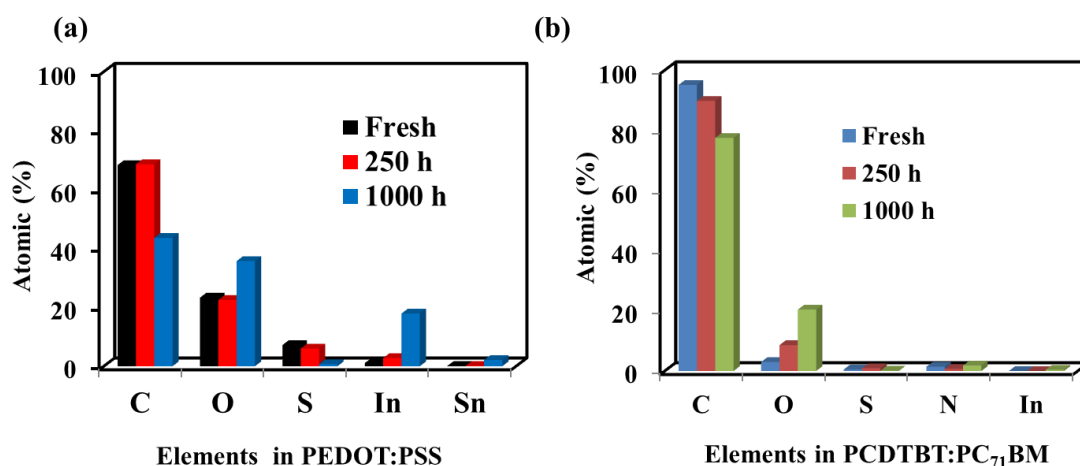 (a)
100
80
60
40
20
0
Atomic (%)
Fresh
250 h
1000 h
C O S In Sn
Elements in PEDOT:PSS
(b)
100
80
60
40
20
0
Atomic (%)
Fresh
250 h
1000 h
C O S N In
Elements in PCDTBT:PC₇₁BM